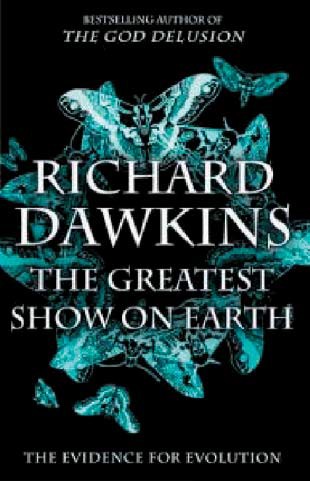 BESTSELLING AUTHOR OF
THE GOD DELUSION
RICHARD
DAWKINS
THE GREATEST
SHOW ON EARTH
THE EVIDENCE FOR EVOLUTION